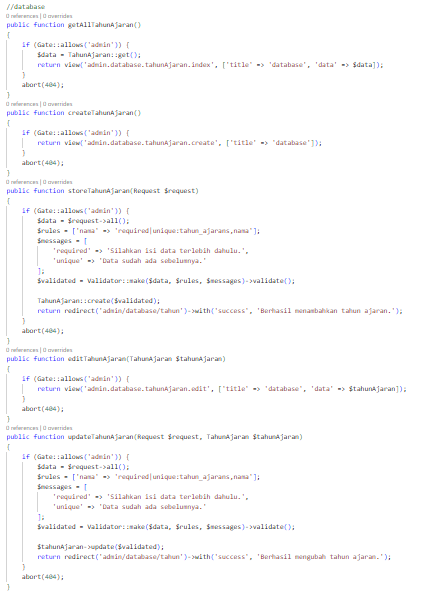 //database
0 references | 0 overrides
public function getAllTahunAjaran()
{
if (Gate::allows('admin')) {
$data = TahunAjaran::get();
return view('admin.database.tahunAjaran.index', ['title' => 'database', 'data' => $data]);
}
abort(404);
}
0 references | 0 overrides
public function createTahunAjaran()
{
if (Gate::allows('admin')) {
return view('admin.database.tahunAjaran.create', ['title' => 'database']);
}
abort(404);
}
0 references | 0 overrides
public function storeTahunAjaran(Request $request)
{
if (Gate::allows('admin')) {
$data = $request->all();
$rules = ['nama' => 'required|unique:tahun_ajarans,nama'];
$messages = [
'required' => 'Silahkan isi data terlebih dahulu.',
'unique' => 'Data sudah ada sebelumnya.'
];
$validated = Validator::make($data, $rules, $messages)->validate();
TahunAjaran::create($validated);
return redirect('admin/database/tahun')->with('success', 'Berhasil menambahkan tahun ajaran.');
}
abort(404);
}
0 references | 0 overrides
public function editTahunAjaran(TahunAjaran $tahunAjaran)
{
if (Gate::allows('admin')) {
return view('admin.database.tahunAjaran.edit', ['title' => 'database', 'data' => $tahunAjaran]);
}
abort(404);
}
0 references | 0 overrides
public function updateTahunAjaran(Request $request, TahunAjaran $tahunAjaran)
{
if (Gate::allows('admin')) {
$data = $request->all();
$rules = ['nama' => 'required|unique:tahun_ajarans,nama'];
$messages = [
'required' => 'Silahkan isi data terlebih dahulu.',
'unique' => 'Data sudah ada sebelumnya.'
];
$validated = Validator::make($data, $rules, $messages)->validate();
$tahunAjaran->update($validated);
return redirect('admin/database/tahun')->with('success', 'Berhasil mengubah tahun ajaran.');
}
abort(404);
}